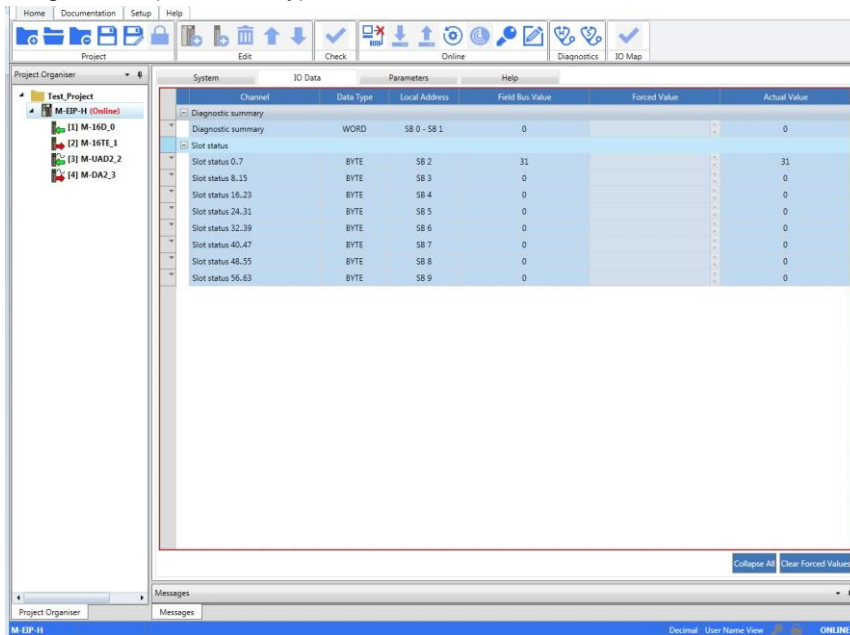 Home Documentation Setup Help
Project Edit Check Online Diagnostics IO Map
Project Organiser
System IO Data Parameters Help
Test_Project
M-EIP-H (Online)
[1] M-16D_0
[2] M-16TE_1
[3] M-UAD2_2
[4] M-DA2_3
Channel Data Type Local Address Field Bus Value Forced Value Actual Value
Diagnostic summary
Diagnostic summary WORD SB 0 - SB 1 0 0
Slot status
Slot status 0..7 BYTE SB 2 31 31
Slot status 8..15 BYTE SB 3 0 0
Slot status 16..23 BYTE SB 4 0 0
Slot status 24..31 BYTE SB 5 0 0
Slot status 32..39 BYTE SB 6 0 0
Slot status 40..47 BYTE SB 7 0 0
Slot status 48..55 BYTE SB 8 0 0
Slot status 56..63 BYTE SB 9 0 0
Collapse All Clear Forced Values
Messages
Project Organiser Messages
M-EIP-H Decimal User Name View ONLINE